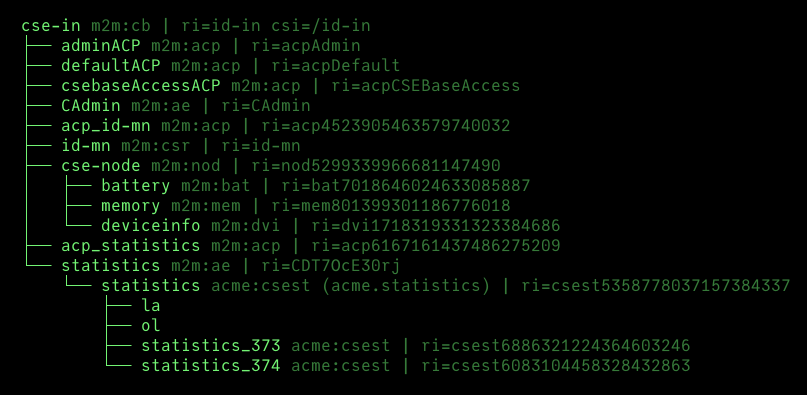 cse-in m2m:cb | ri=id-in csi=/id-in
├── adminACP m2m:acp | ri=acpAdmin
├── defaultACP m2m:acp | ri=acpDefault
├── csebaseAccessACP m2m:acp | ri=acpCSEBaseAccess
├── CAdmin m2m:ae | ri=CAdmin
├── acp_id-mn m2m:acp | ri=acp4523905463579740032
├── id-mn m2m:csr | ri=id-mn
├── cse-node m2m:nod | ri=nod5299339966681147490
│   ├── battery m2m:bat | ri=bat7018646024633085887
│   ├── memory m2m:mem | ri=mem801399301186776018
│   └── deviceinfo m2m:dvi | ri=dvi1718319331323384686
├── acp_statistics m2m:acp | ri=acp6167161437486275209
└── statistics m2m:ae | ri=CDT7OcE30rj
    └── statistics acme:csest (acme.statistics) | ri=csest5358778037157384337
        ├── la
        ├── ol
        ├── statistics_373 acme:csest | ri=csest6886321224364603246
        └── statistics_374 acme:csest | ri=csest6083104458328432863